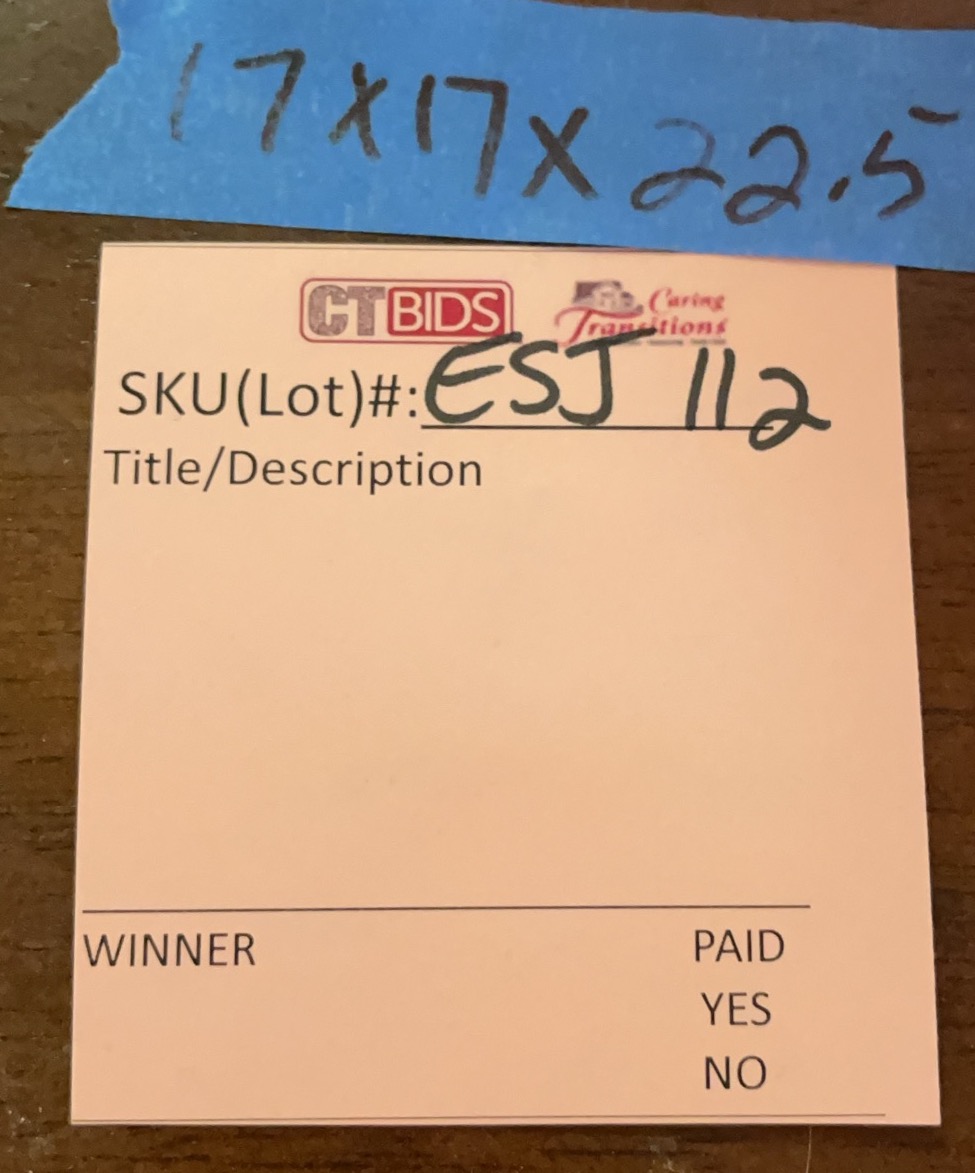 17x17x22.5
CTBIDS Caring Transitions
SKU(Lot)#: ESJ 112
Title/Description
WINNER PAID
YES
NO